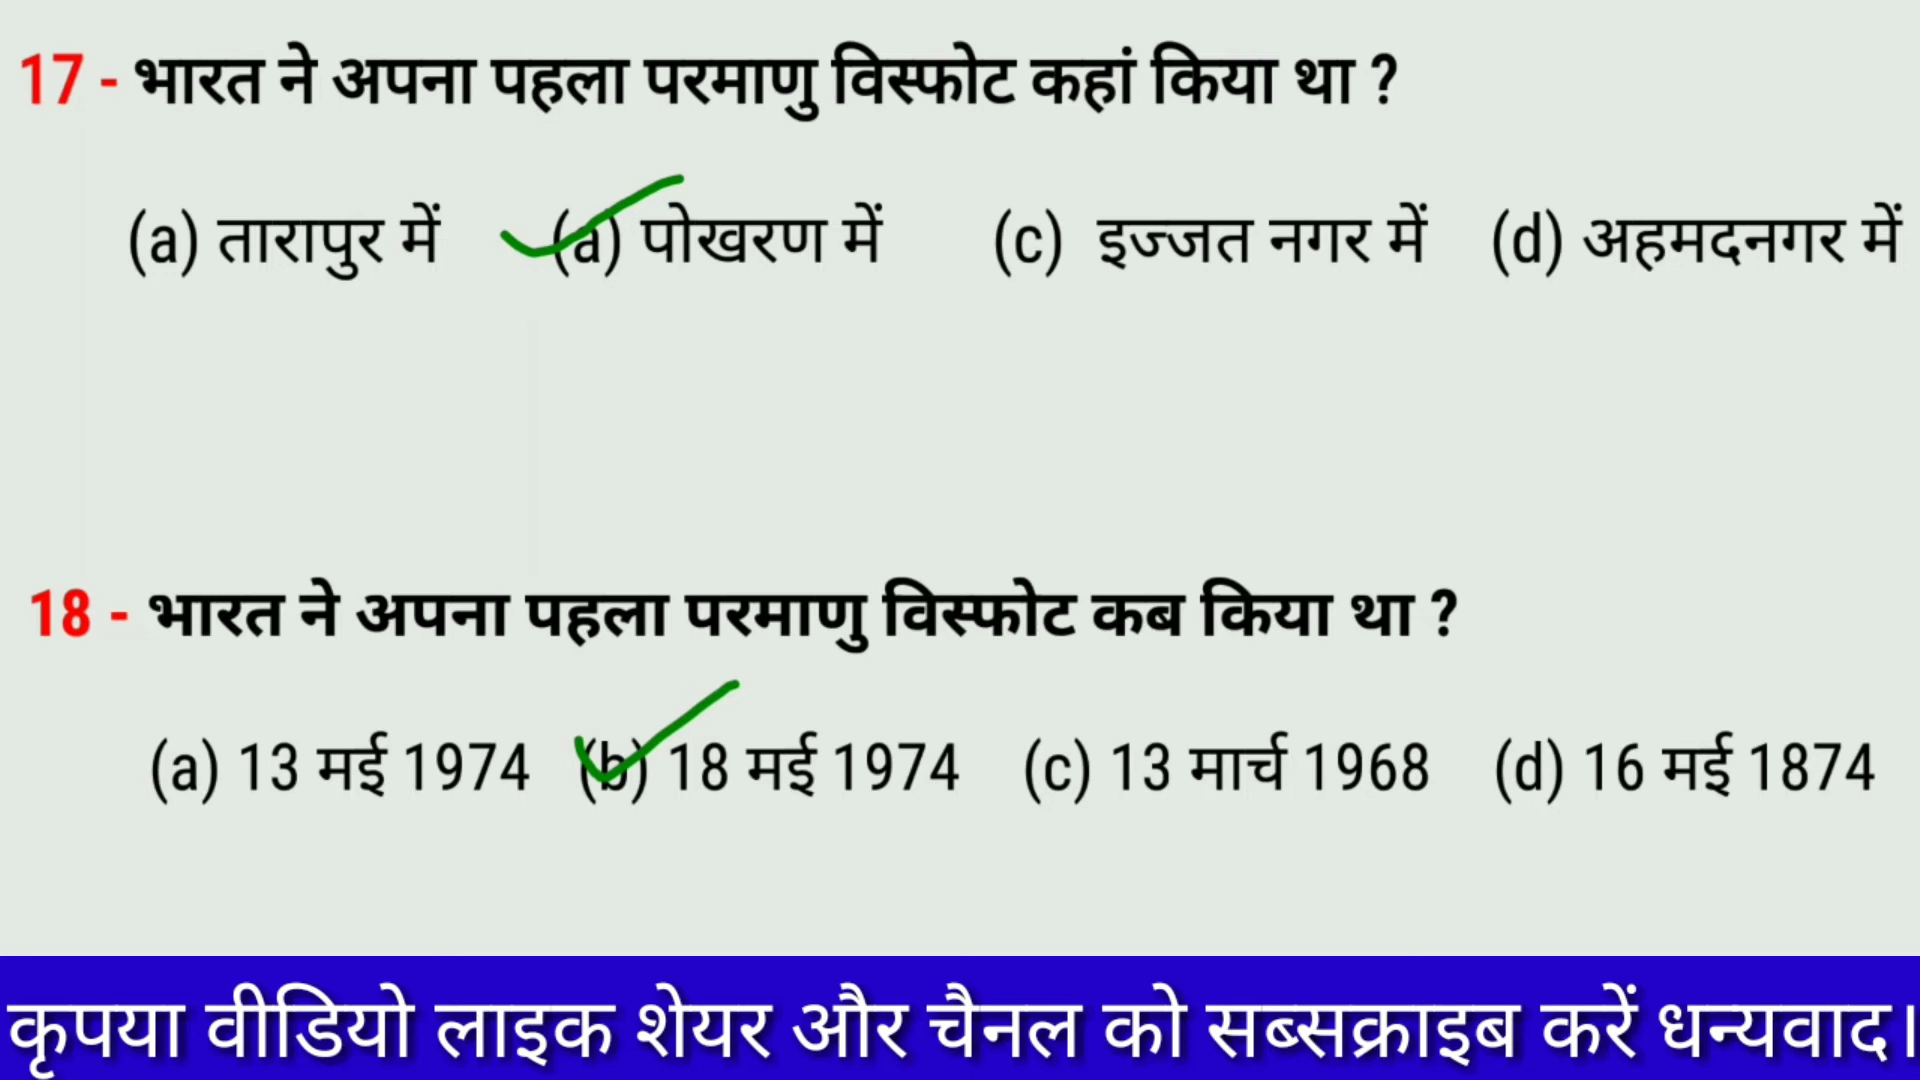 17 - भारत ने अपना पहला परमाणु विस्फोट कहां किया था ?
(a) तारापुर में (a) पोखरण में (c) इज्जत नगर में (d) अहमदनगर में
18 - भारत ने अपना पहला परमाणु विस्फोट कब किया था ?
(a) 13 मई 1974 (b) 18 मई 1974 (c) 13 मार्च 1968 (d) 16 मई 1874
कृपया वीडियो लाइक शेयर और चैनल को सब्सक्राइब करें धन्यवाद।